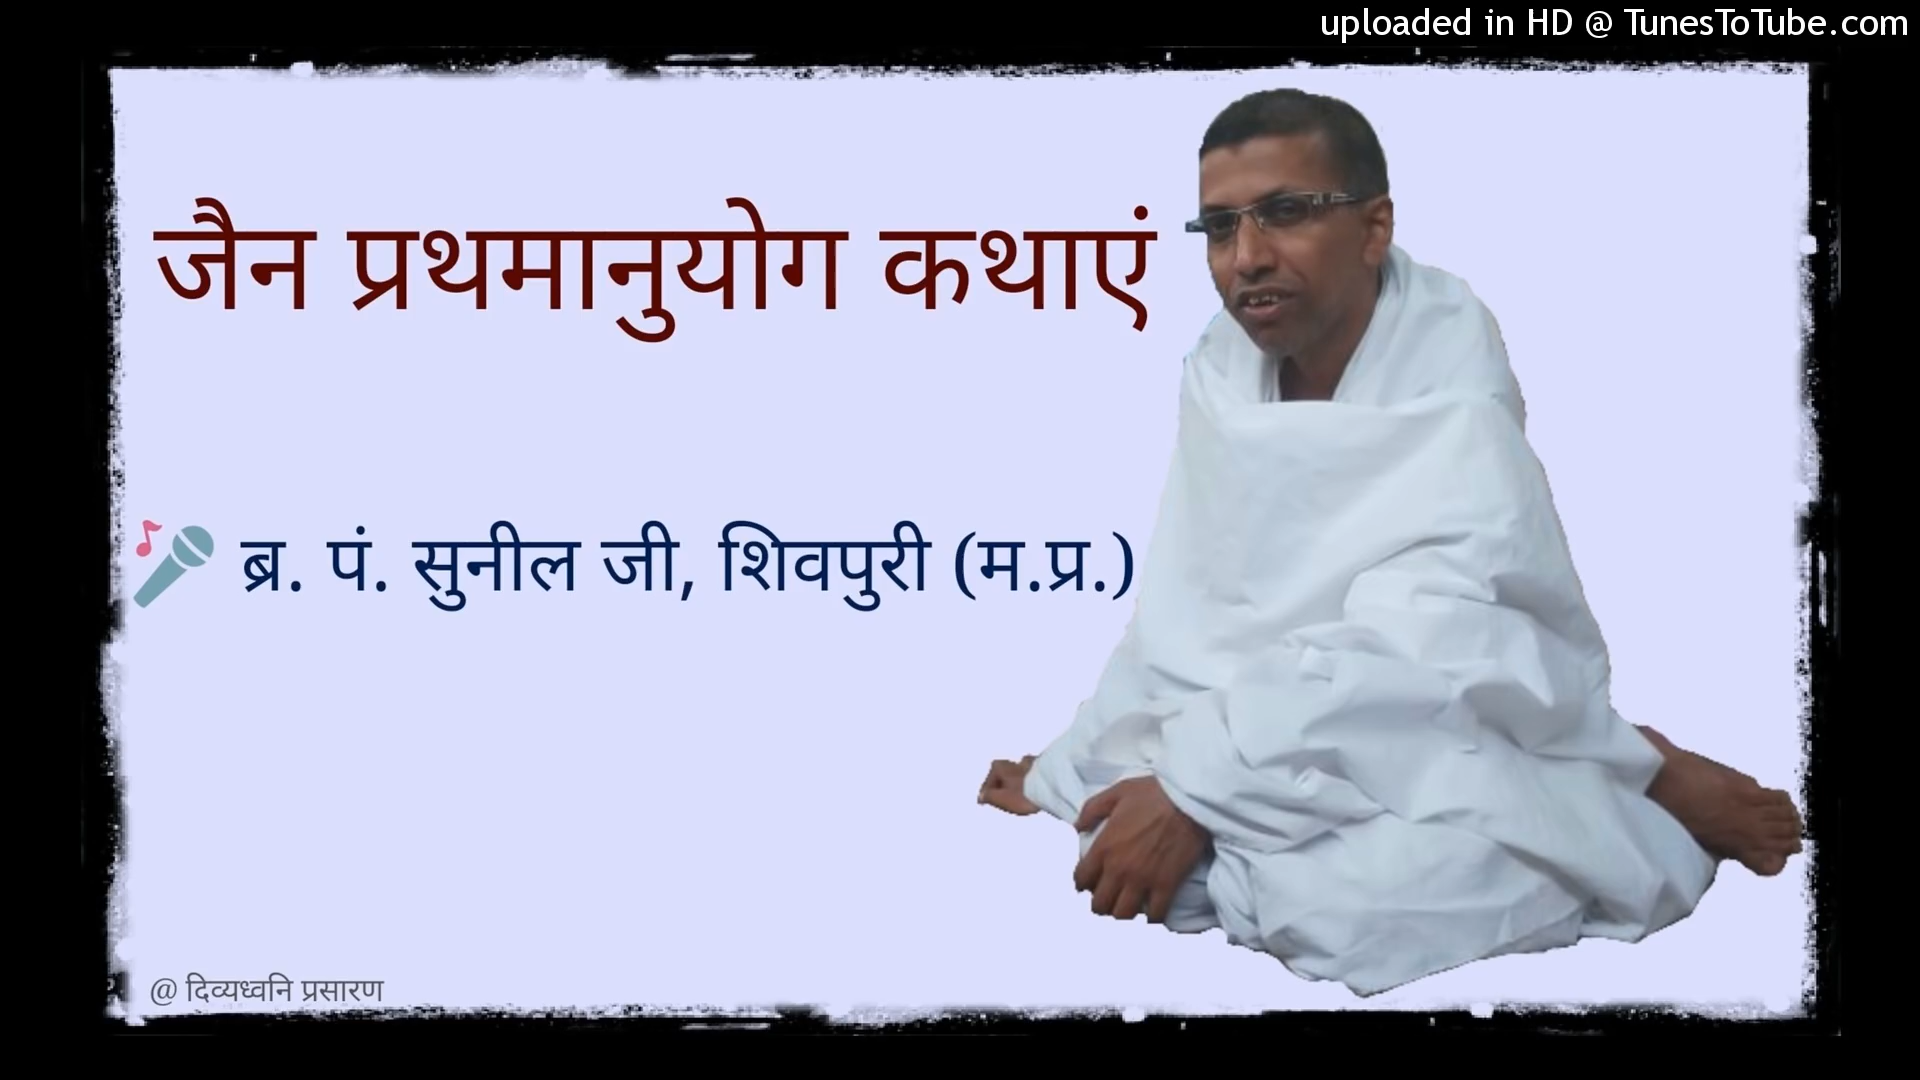 uploaded in HD @ TunesToTube.com
जैन प्रथमानुयोग कथाएं
ब्र. पं. सुनील जी, शिवपुरी (म.प्र.)
@ दिव्यध्वनि प्रसारण